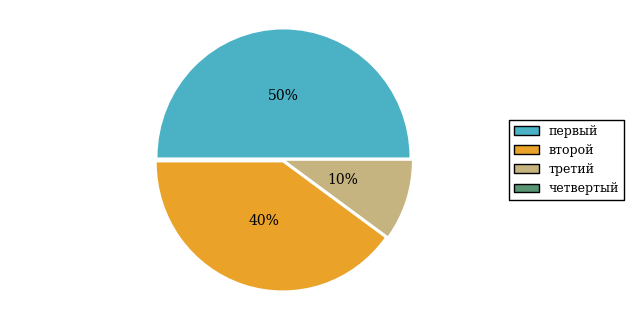 50%
10%
40%
первый
второй
третий
четвертый